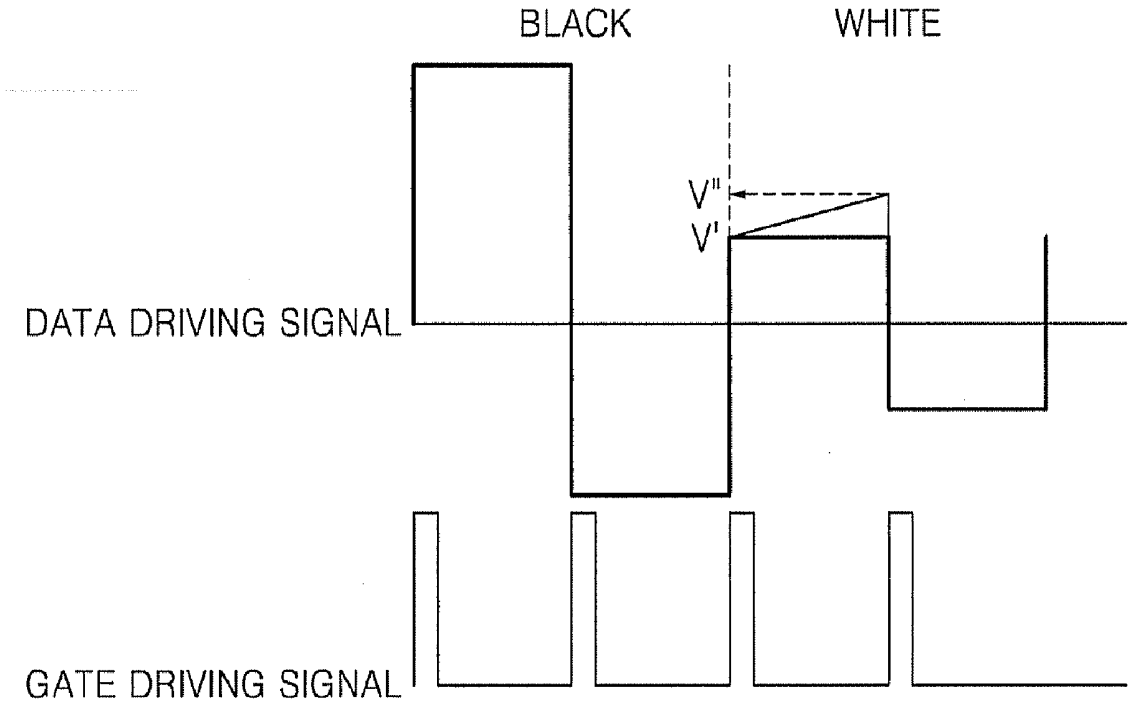 BLACK
WHITE
V"
V'
DATA DRIVING SIGNAL
GATE DRIVING SIGNAL